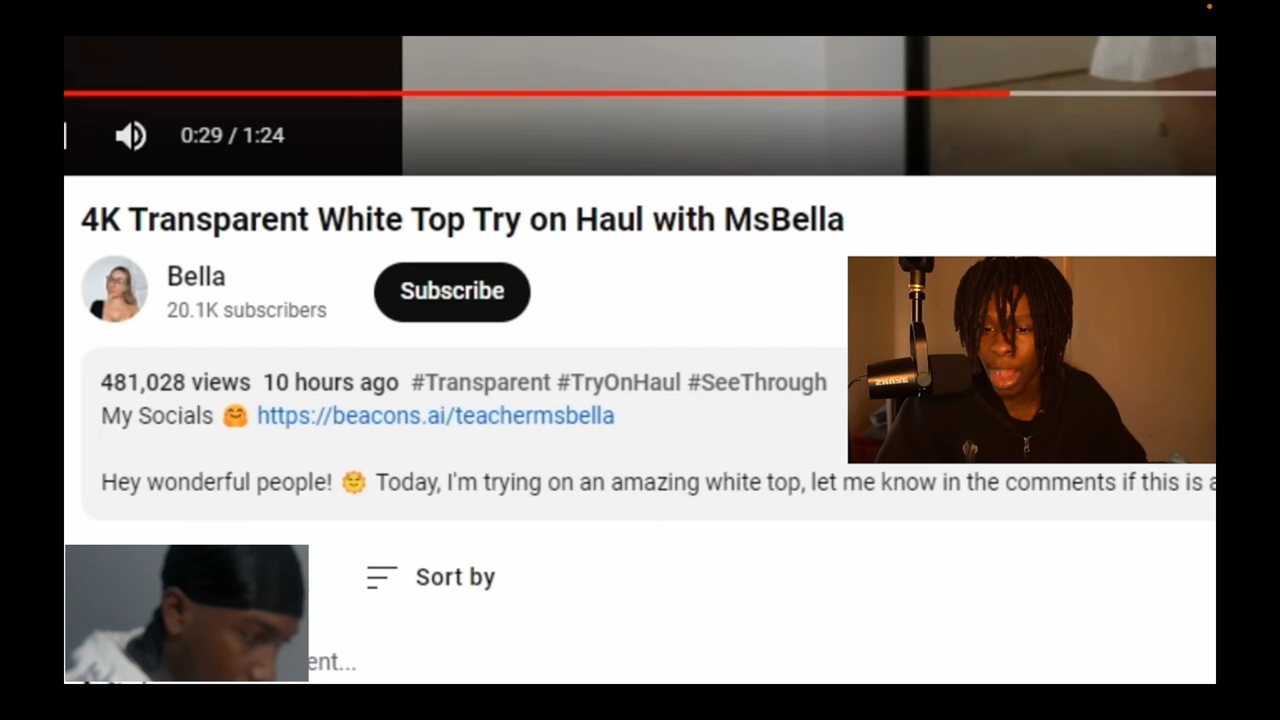 0:29 / 1:24
4K Transparent White Top Try on Haul with MsBella
Bella
20.1K subscribers
Subscribe
481,028 views 10 hours ago #Transparent #TryOnHaul #SeeThrough
My Socials 🤗 https://beacons.ai/teachermsbella
Hey wonderful people! 🌞 Today, I'm trying on an amazing white top, let me know in the comments if this is a
Sort by
ent...